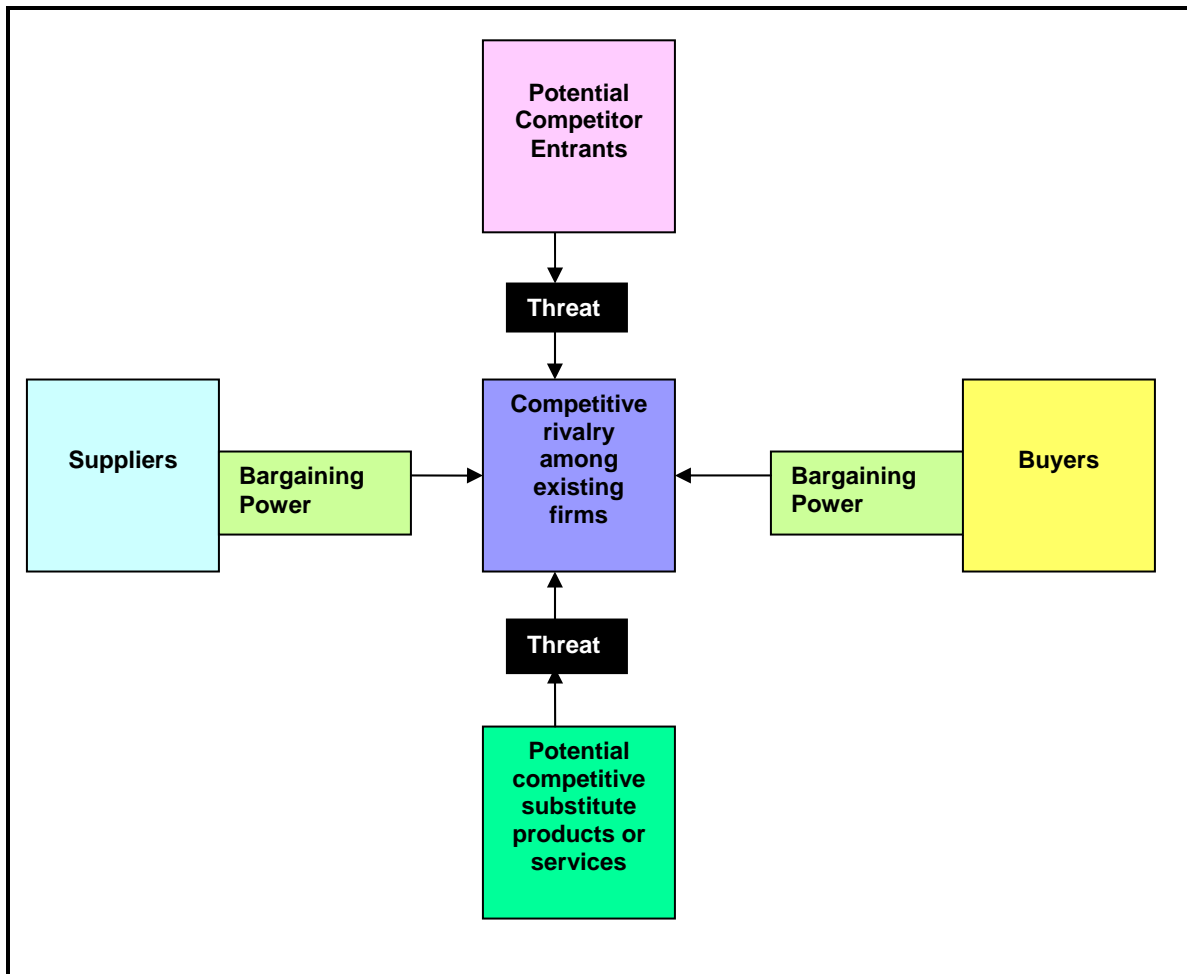 Potential
Competitor
Entrants
Threat
Suppliers
Bargaining
Power
Competitive
rivalry
among
existing
firms
Bargaining
Power
Buyers
Threat
Potential
competitive
substitute
products or
services